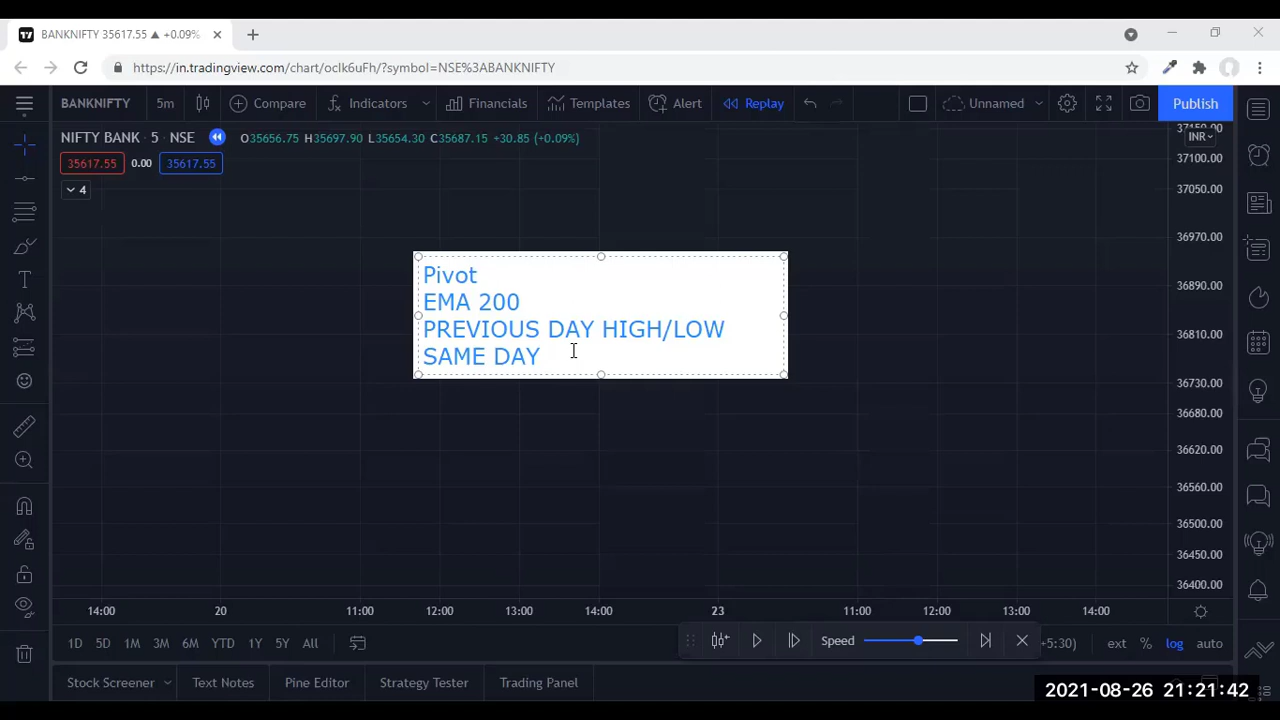 BANKNIFTY 35617.55 ▲ +0.09%
https://in.tradingview.com/chart/oclk6uFh/?symbol=NSE%3ABANKNIFTY
BANKNIFTY 5m Compare Indicators Financials Templates Alert Replay Unnamed Publish
NIFTY BANK · 5 · NSE O35656.75 H35697.90 L35654.30 C35687.15 +30.85 (+0.09%)
35617.55 0.00 35617.55
4
INR
37150.00
37100.00
37050.00
36970.00
36890.00
36810.00
36730.00
36680.00
36620.00
36560.00
36500.00
36450.00
36400.00
Pivot
EMA 200
PREVIOUS DAY HIGH/LOW
SAME DAY
14:00 20 11:00 12:00 13:00 14:00 23 11:00 12:00 13:00 14:00
1D 5D 1M 3M 6M YTD 1Y 5Y All Speed +5:30) ext % log auto
Stock Screener Text Notes Pine Editor Strategy Tester Trading Panel
2021-08-26 21:21:42